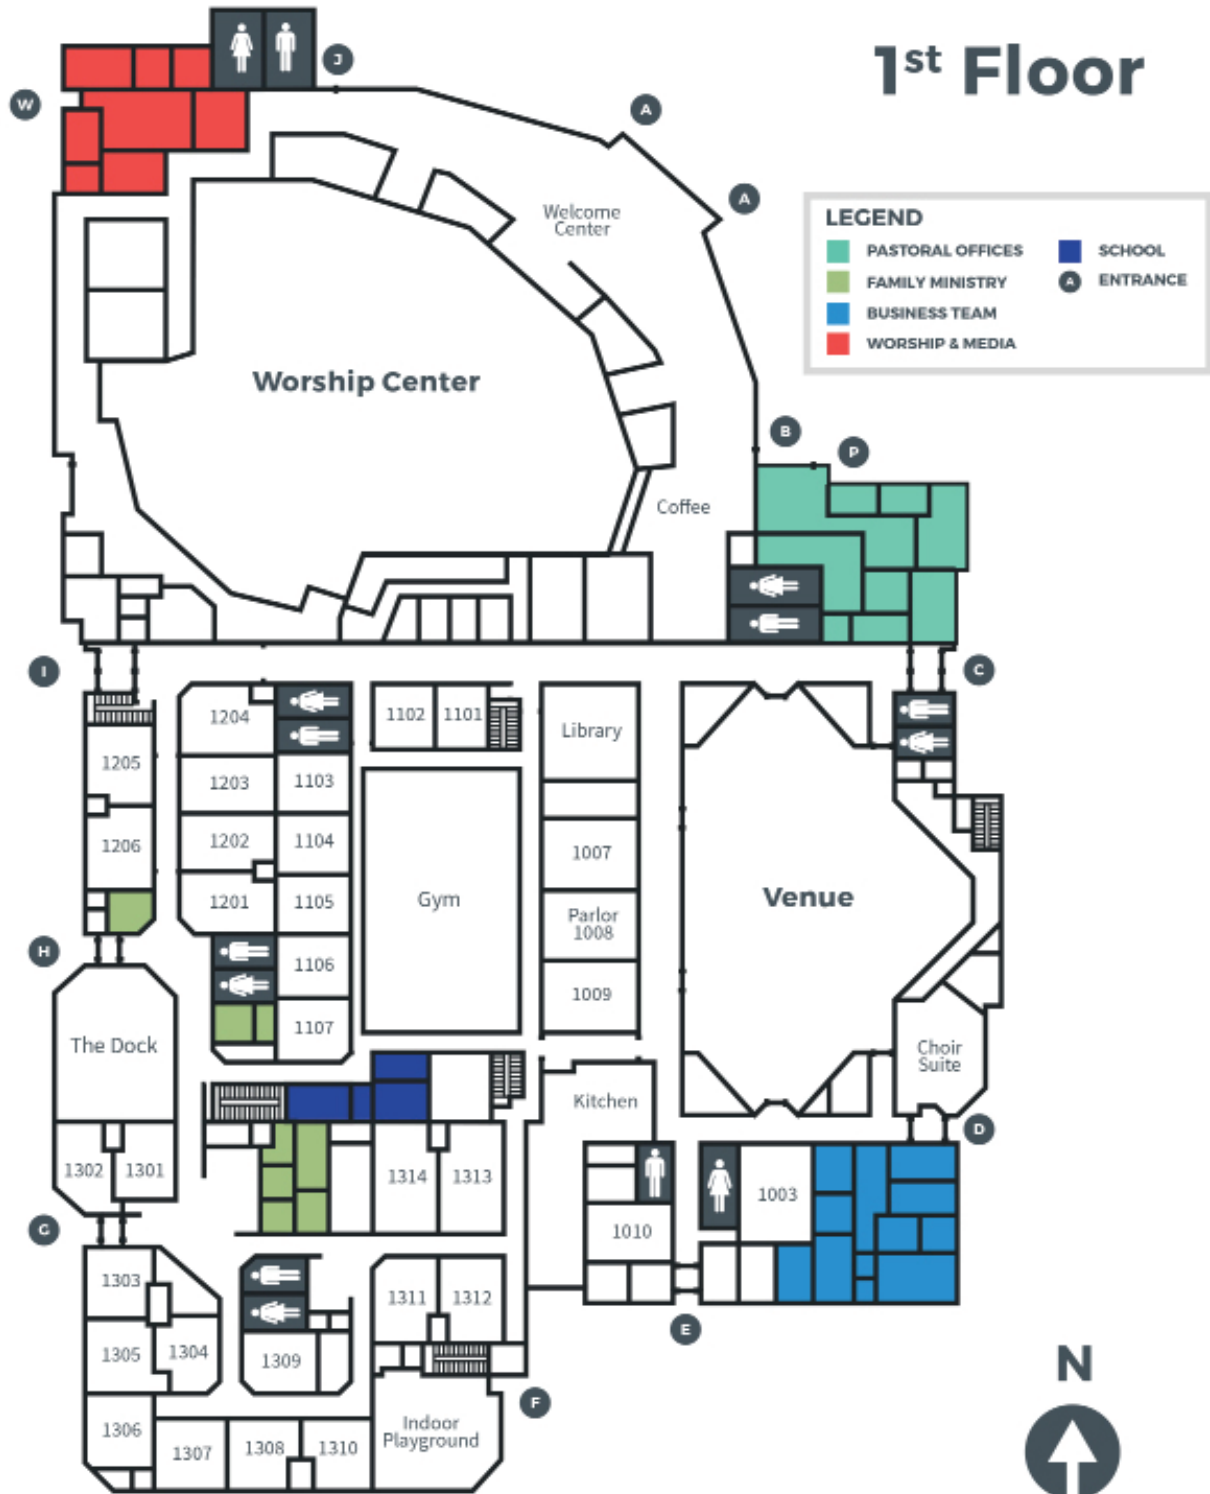 1st Floor
J
W
A
A
Welcome
Center
LEGEND
PASTORAL OFFICES
SCHOOL
FAMILY MINISTRY
A
ENTRANCE
BUSINESS TEAM
WORSHIP & MEDIA
Worship Center
B
P
Coffee
I
C
1204
1102
1101
Library
1205
1203
1103
1206
1202
1104
1007
1201
1105
Gym
Venue
Parlor
1008
H
1106
1009
1107
The Dock
Choir
Suite
Kitchen
D
1302
1301
1314
1313
1003
G
1010
1303
1311
1312
E
1305
1304
1309
N
F
1306
1307
1308
1310
Indoor
Playground